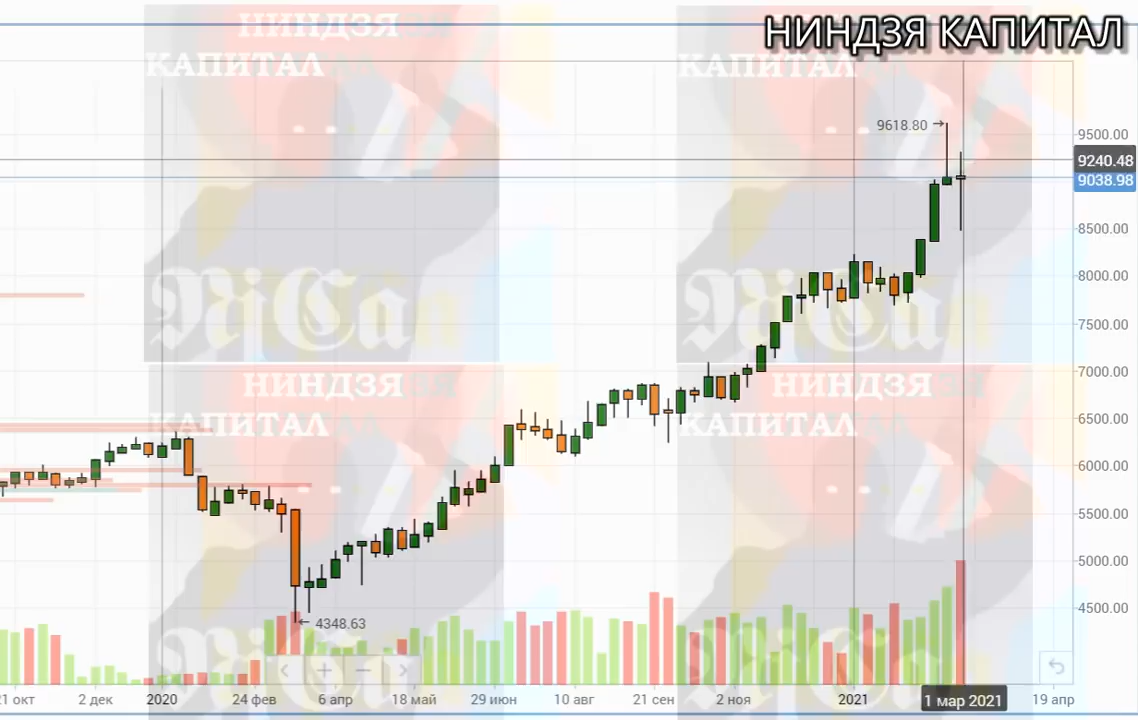 НИНДЗЯ КАПИТАЛ
НИНДЗЯ
КАПИТАЛ
НИНДЗЯ
КАПИТАЛ
9618.80
9500.00
9240.48
9038.98
8500.00
8000.00
NiCan
NiCan
7500.00
7000.00
НИНДЗЯ
КАПИТАЛ
НИНДЗЯ
КАПИТАЛ
6500.00
6000.00
5500.00
5000.00
4500.00
4348.63
21 окт 2 дек 2020 24 фев 6 апр 18 май 29 июн 10 авг 21 сен 2 ноя 2021 1 мар 2021 19 апр